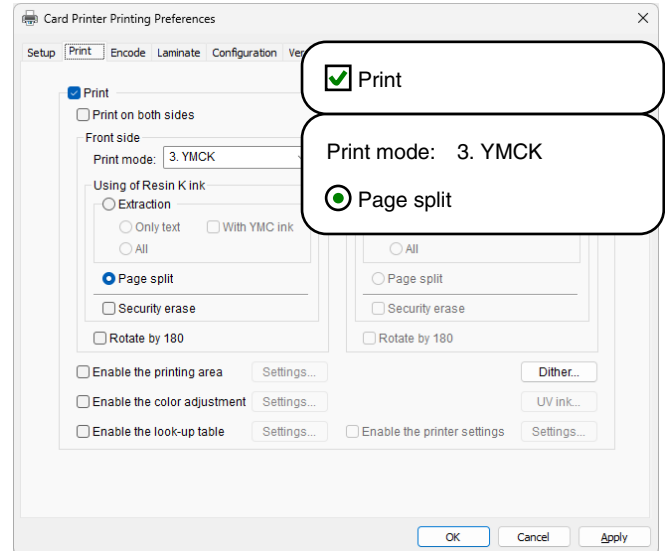 Card Printer Printing Preferences
Setup Print Encode Laminate Configuration Ver
Print
Print
Print on both sides
Front side
Print mode: 3. YMCK
Print mode: 3. YMCK
Page split
Using of Resin K ink
Extraction
Only text With YMC ink
All
All
Page split
Page split
Security erase
Security erase
Rotate by 180
Rotate by 180
Enable the printing area Settings... Dither...
Enable the color adjustment Settings... UV ink...
Enable the look-up table Settings... Enable the printer settings Settings...
OK Cancel Apply